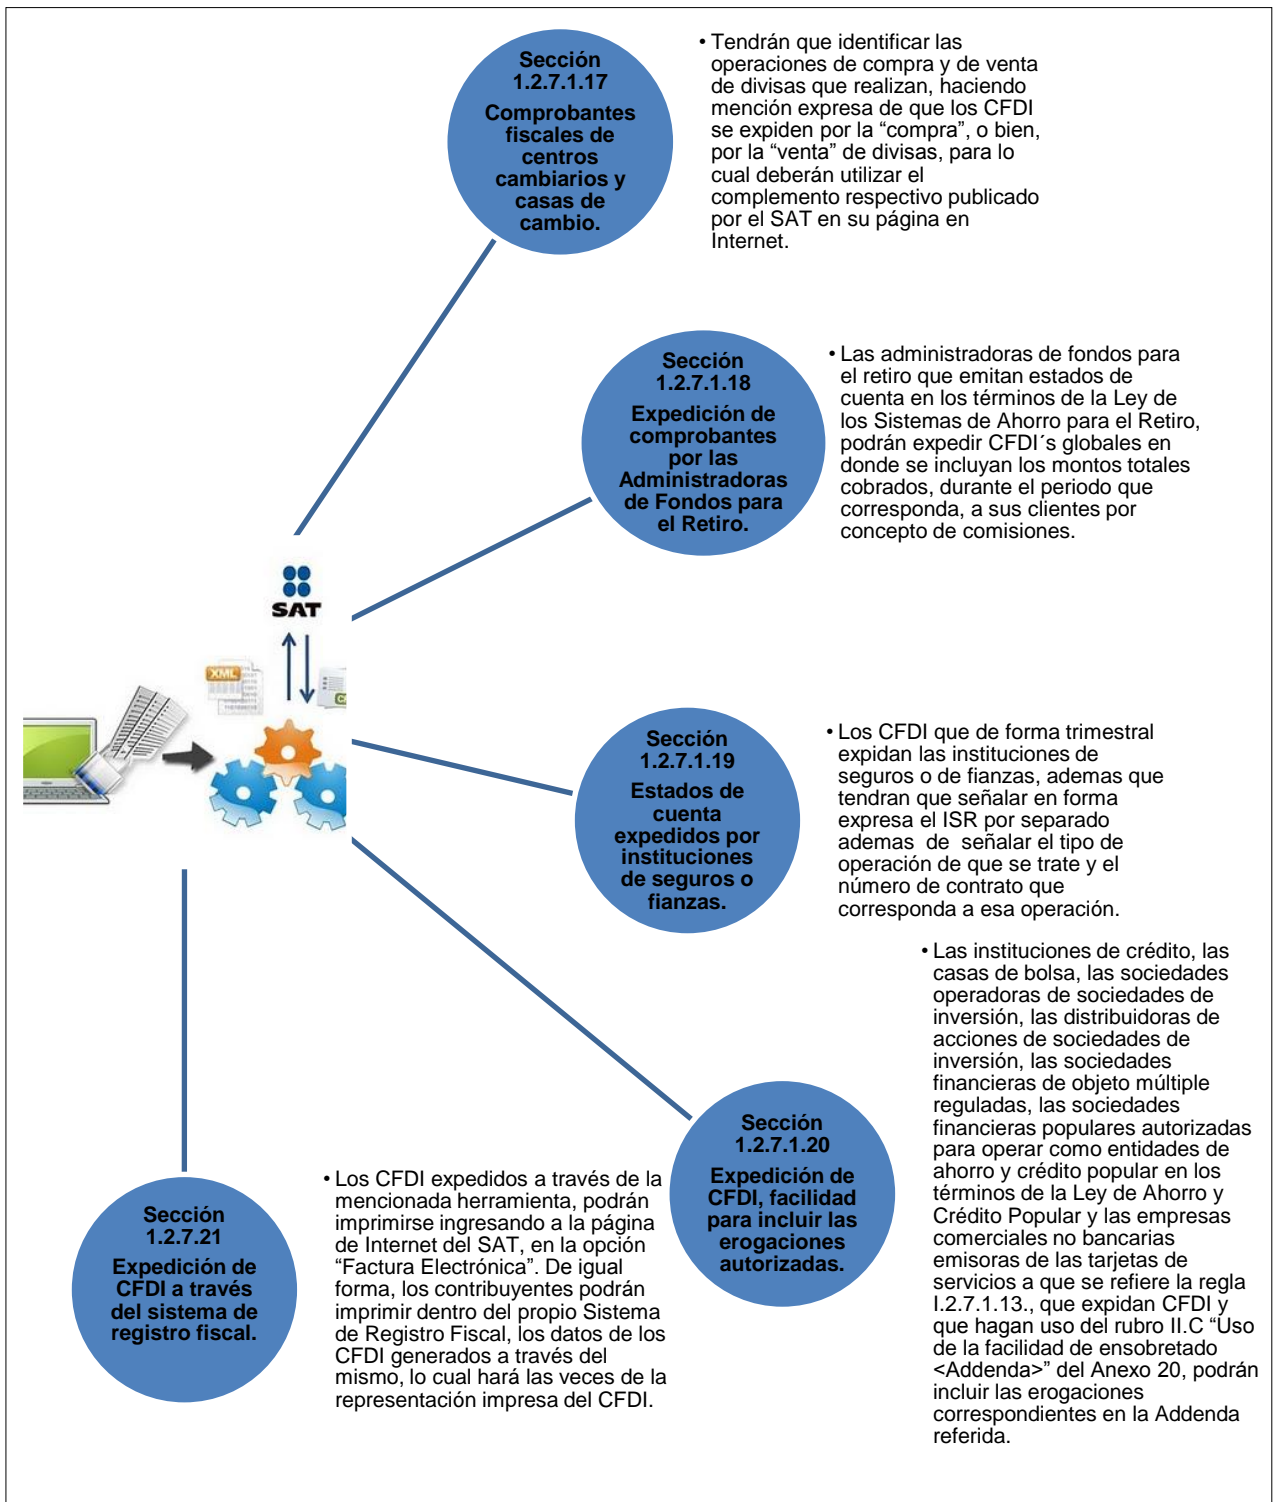 Sección
1.2.7.1.17
Comprobantes
fiscales de
centros
cambiarios y
casas de
cambio.
• Tendrán que identificar las
operaciones de compra y de venta
de divisas que realizan, haciendo
mención expresa de que los CFDI
se expiden por la “compra”, o bien,
por la “venta” de divisas, para lo
cual deberán utilizar el
complemento respectivo publicado
por el SAT en su página en
Internet.
Sección
1.2.7.1.18
Expedición de
comprobantes
por las
Administradoras
de Fondos para
el Retiro.
• Las administradoras de fondos para
el retiro que emitan estados de
cuenta en los términos de la Ley de
los Sistemas de Ahorro para el Retiro,
podrán expedir CFDI´s globales en
donde se incluyan los montos totales
cobrados, durante el periodo que
corresponda, a sus clientes por
concepto de comisiones.
SAT
XML
Sección
1.2.7.1.19
Estados de
cuenta
expedidos por
instituciones
de seguros o
fianzas.
• Los CFDI que de forma trimestral
expidan las instituciones de
seguros o de fianzas, ademas que
tendran que señalar en forma
expresa el ISR por separado
ademas de señalar el tipo de
operación de que se trate y el
número de contrato que
corresponda a esa operación.
Sección
1.2.7.1.20
Expedición de
CFDI, facilidad
para incluir las
erogaciones
autorizadas.
• Las instituciones de crédito, las
casas de bolsa, las sociedades
operadoras de sociedades de
inversión, las distribuidoras de
acciones de sociedades de
inversión, las sociedades
financieras de objeto múltiple
reguladas, las sociedades
financieras populares autorizadas
para operar como entidades de
ahorro y crédito popular en los
términos de la Ley de Ahorro y
Crédito Popular y las empresas
comerciales no bancarias
emisoras de las tarjetas de
servicios a que se refiere la regla
I.2.7.1.13., que expidan CFDI y
que hagan uso del rubro II.C “Uso
de la facilidad de ensobretado
<Addenda>” del Anexo 20, podrán
incluir las erogaciones
correspondientes en la Addenda
referida.
Sección
1.2.7.21
Expedición de
CFDI a través
del sistema de
registro fiscal.
• Los CFDI expedidos a través de la
mencionada herramienta, podrán
imprimirse ingresando a la página
de Internet del SAT, en la opción
“Factura Electrónica”. De igual
forma, los contribuyentes podrán
imprimir dentro del propio Sistema
de Registro Fiscal, los datos de los
CFDI generados a través del
mismo, lo cual hará las veces de la
representación impresa del CFDI.